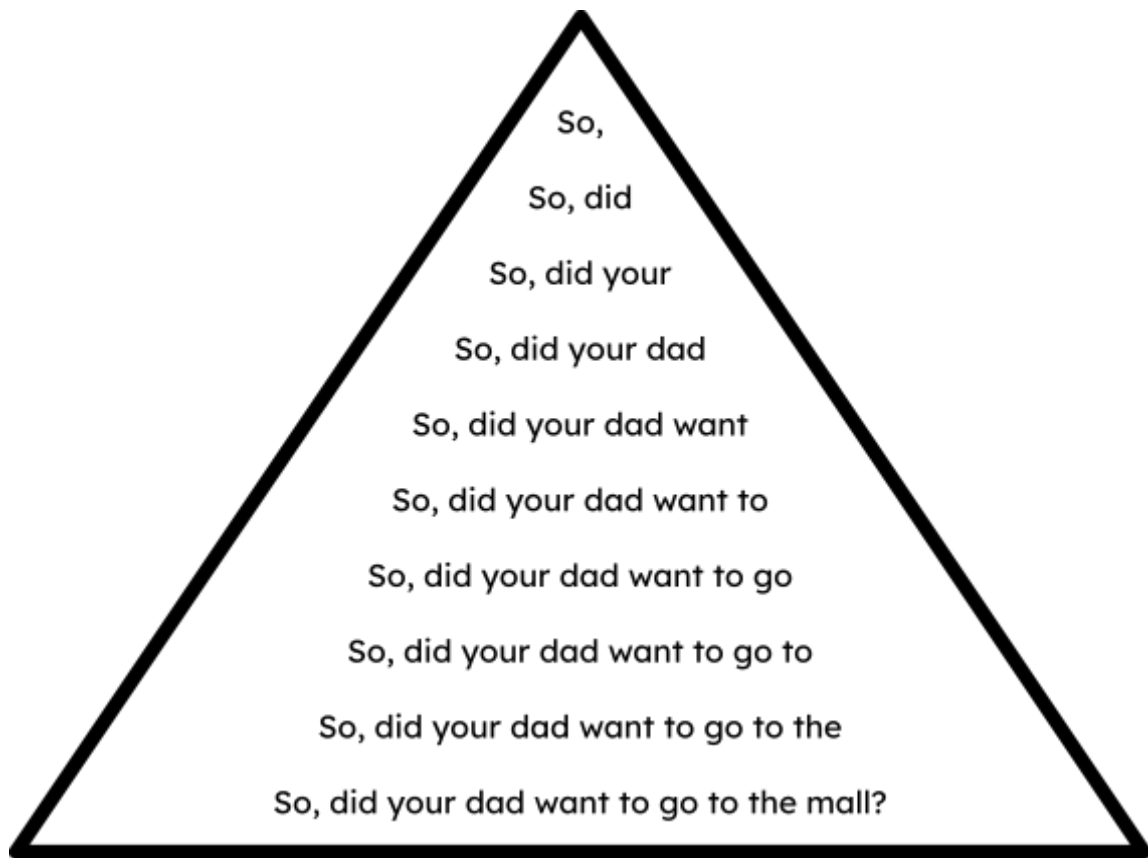 So,
So, did
So, did your
So, did your dad
So, did your dad want
So, did your dad want to
So, did your dad want to go
So, did your dad want to go to
So, did your dad want to go to the
So, did your dad want to go to the mall?